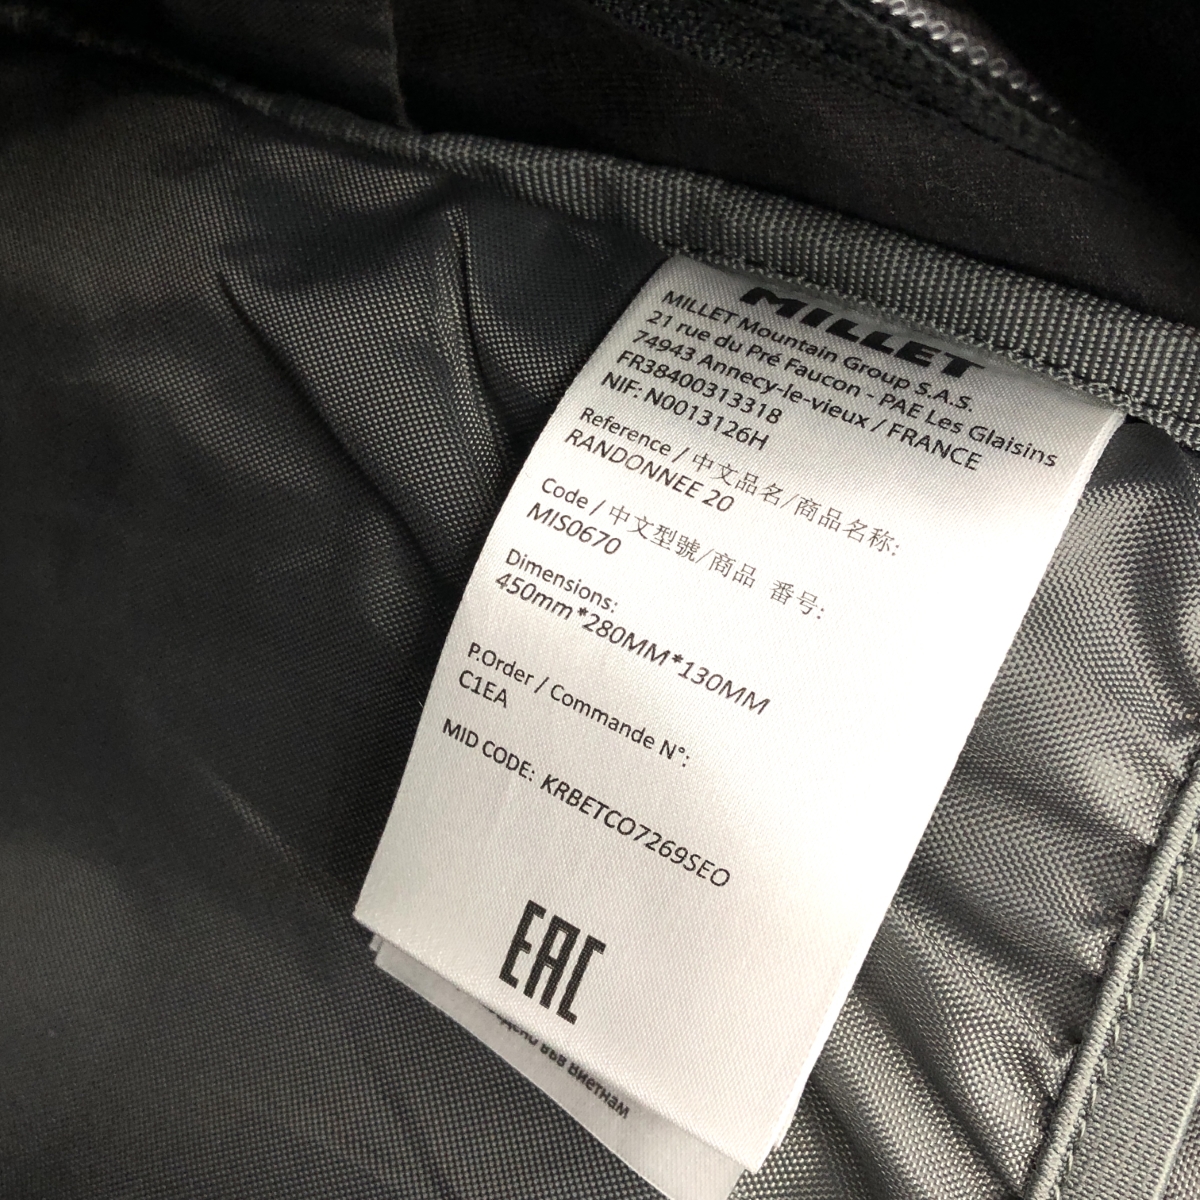 MILLET
MILLET Mountain Group S.A.S.
21 rue du Pré Faucon - PAE Les Glaisins
74943 Annecy-le-vieux / FRANCE
FR38400313318
NIF: N0013126H
Reference / 中文品名/商品名称:
RANDONNEE 20
Code / 中文型號/商品 番号:
MIS0670
Dimensions:
450mm*280MM*130MM
P.Order / Commande N°:
C1EA
MID CODE: KRBETCO7269SEO
EAC
Виетнам